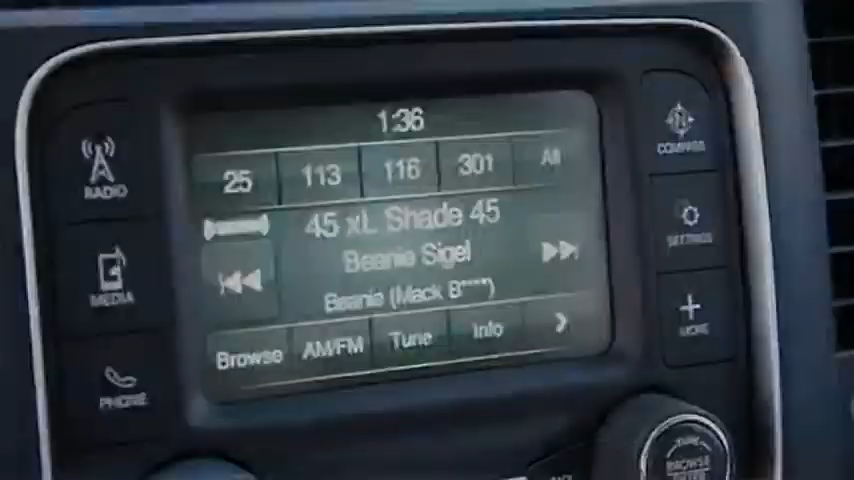 1:36
25 113 116 301 All
45 xL Shade 45
Beanie Sigel
Beanie (Mack B****)
Browse AM/FM Tune Info
RADIO
MEDIA
PHONE
COMPASS
SETTINGS
MORE
BROWSE